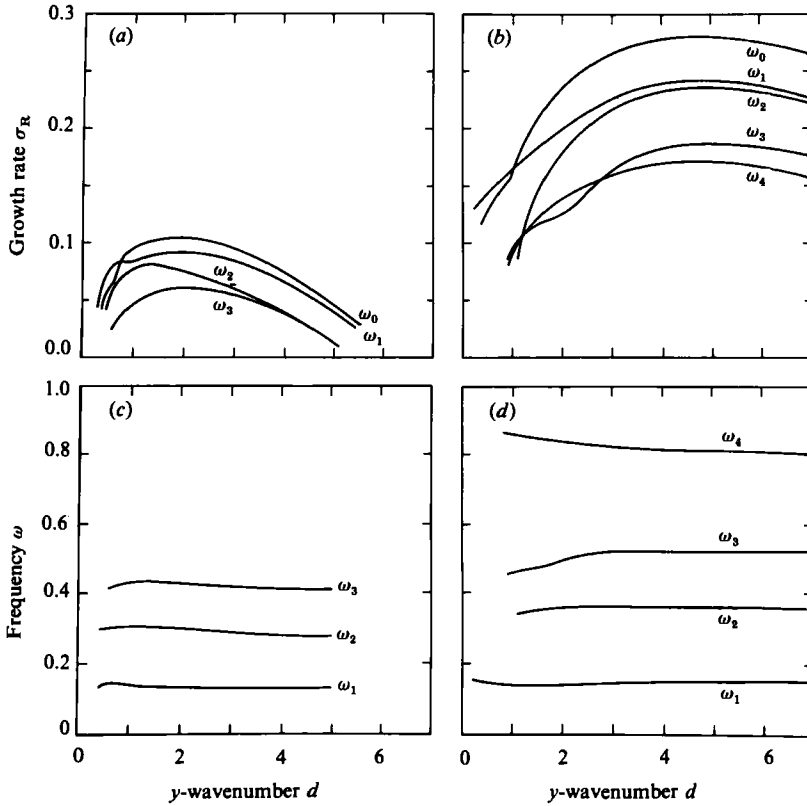 0.3
(a)
(b)
ω₀
ω₁
ω₂
0.2
ω₃
ω₄
Growth rate σ_R
0.1
ω₂
ω₃
ω₀
ω₁
0.0
1.0
(c)
(d)
ω₄
0.8
0.6
ω₃
Frequency ω
0.4
ω₃
ω₂
ω₂
0.2
ω₁
ω₁
0
0 2 4 6
0 2 4 6
y-wavenumber d
y-wavenumber d